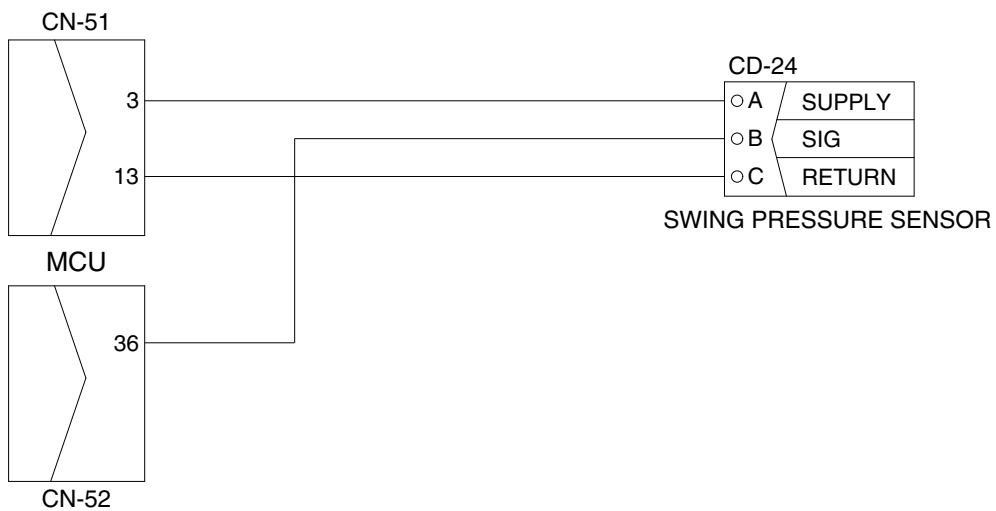 CN-51
3
13
MCU
36
CN-52
CD-24
A SUPPLY
B SIG
C RETURN
SWING PRESSURE SENSOR